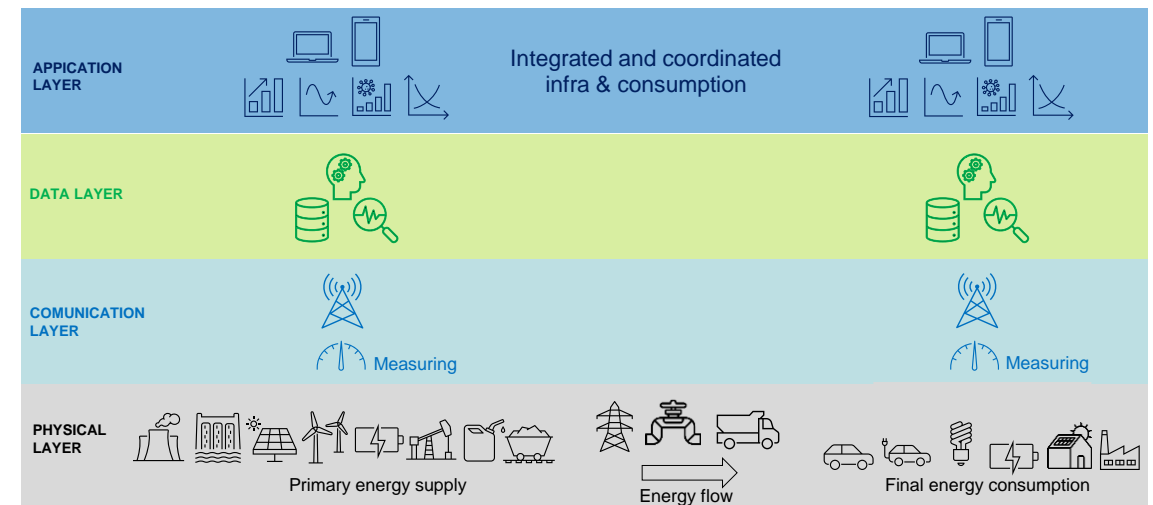 APPICATION
LAYER
Integrated and coordinated
infra & consumption
DATA LAYER
COMUNICATION
LAYER
Measuring
Measuring
PHYSICAL
LAYER
Primary energy supply
Energy flow
Final energy consumption